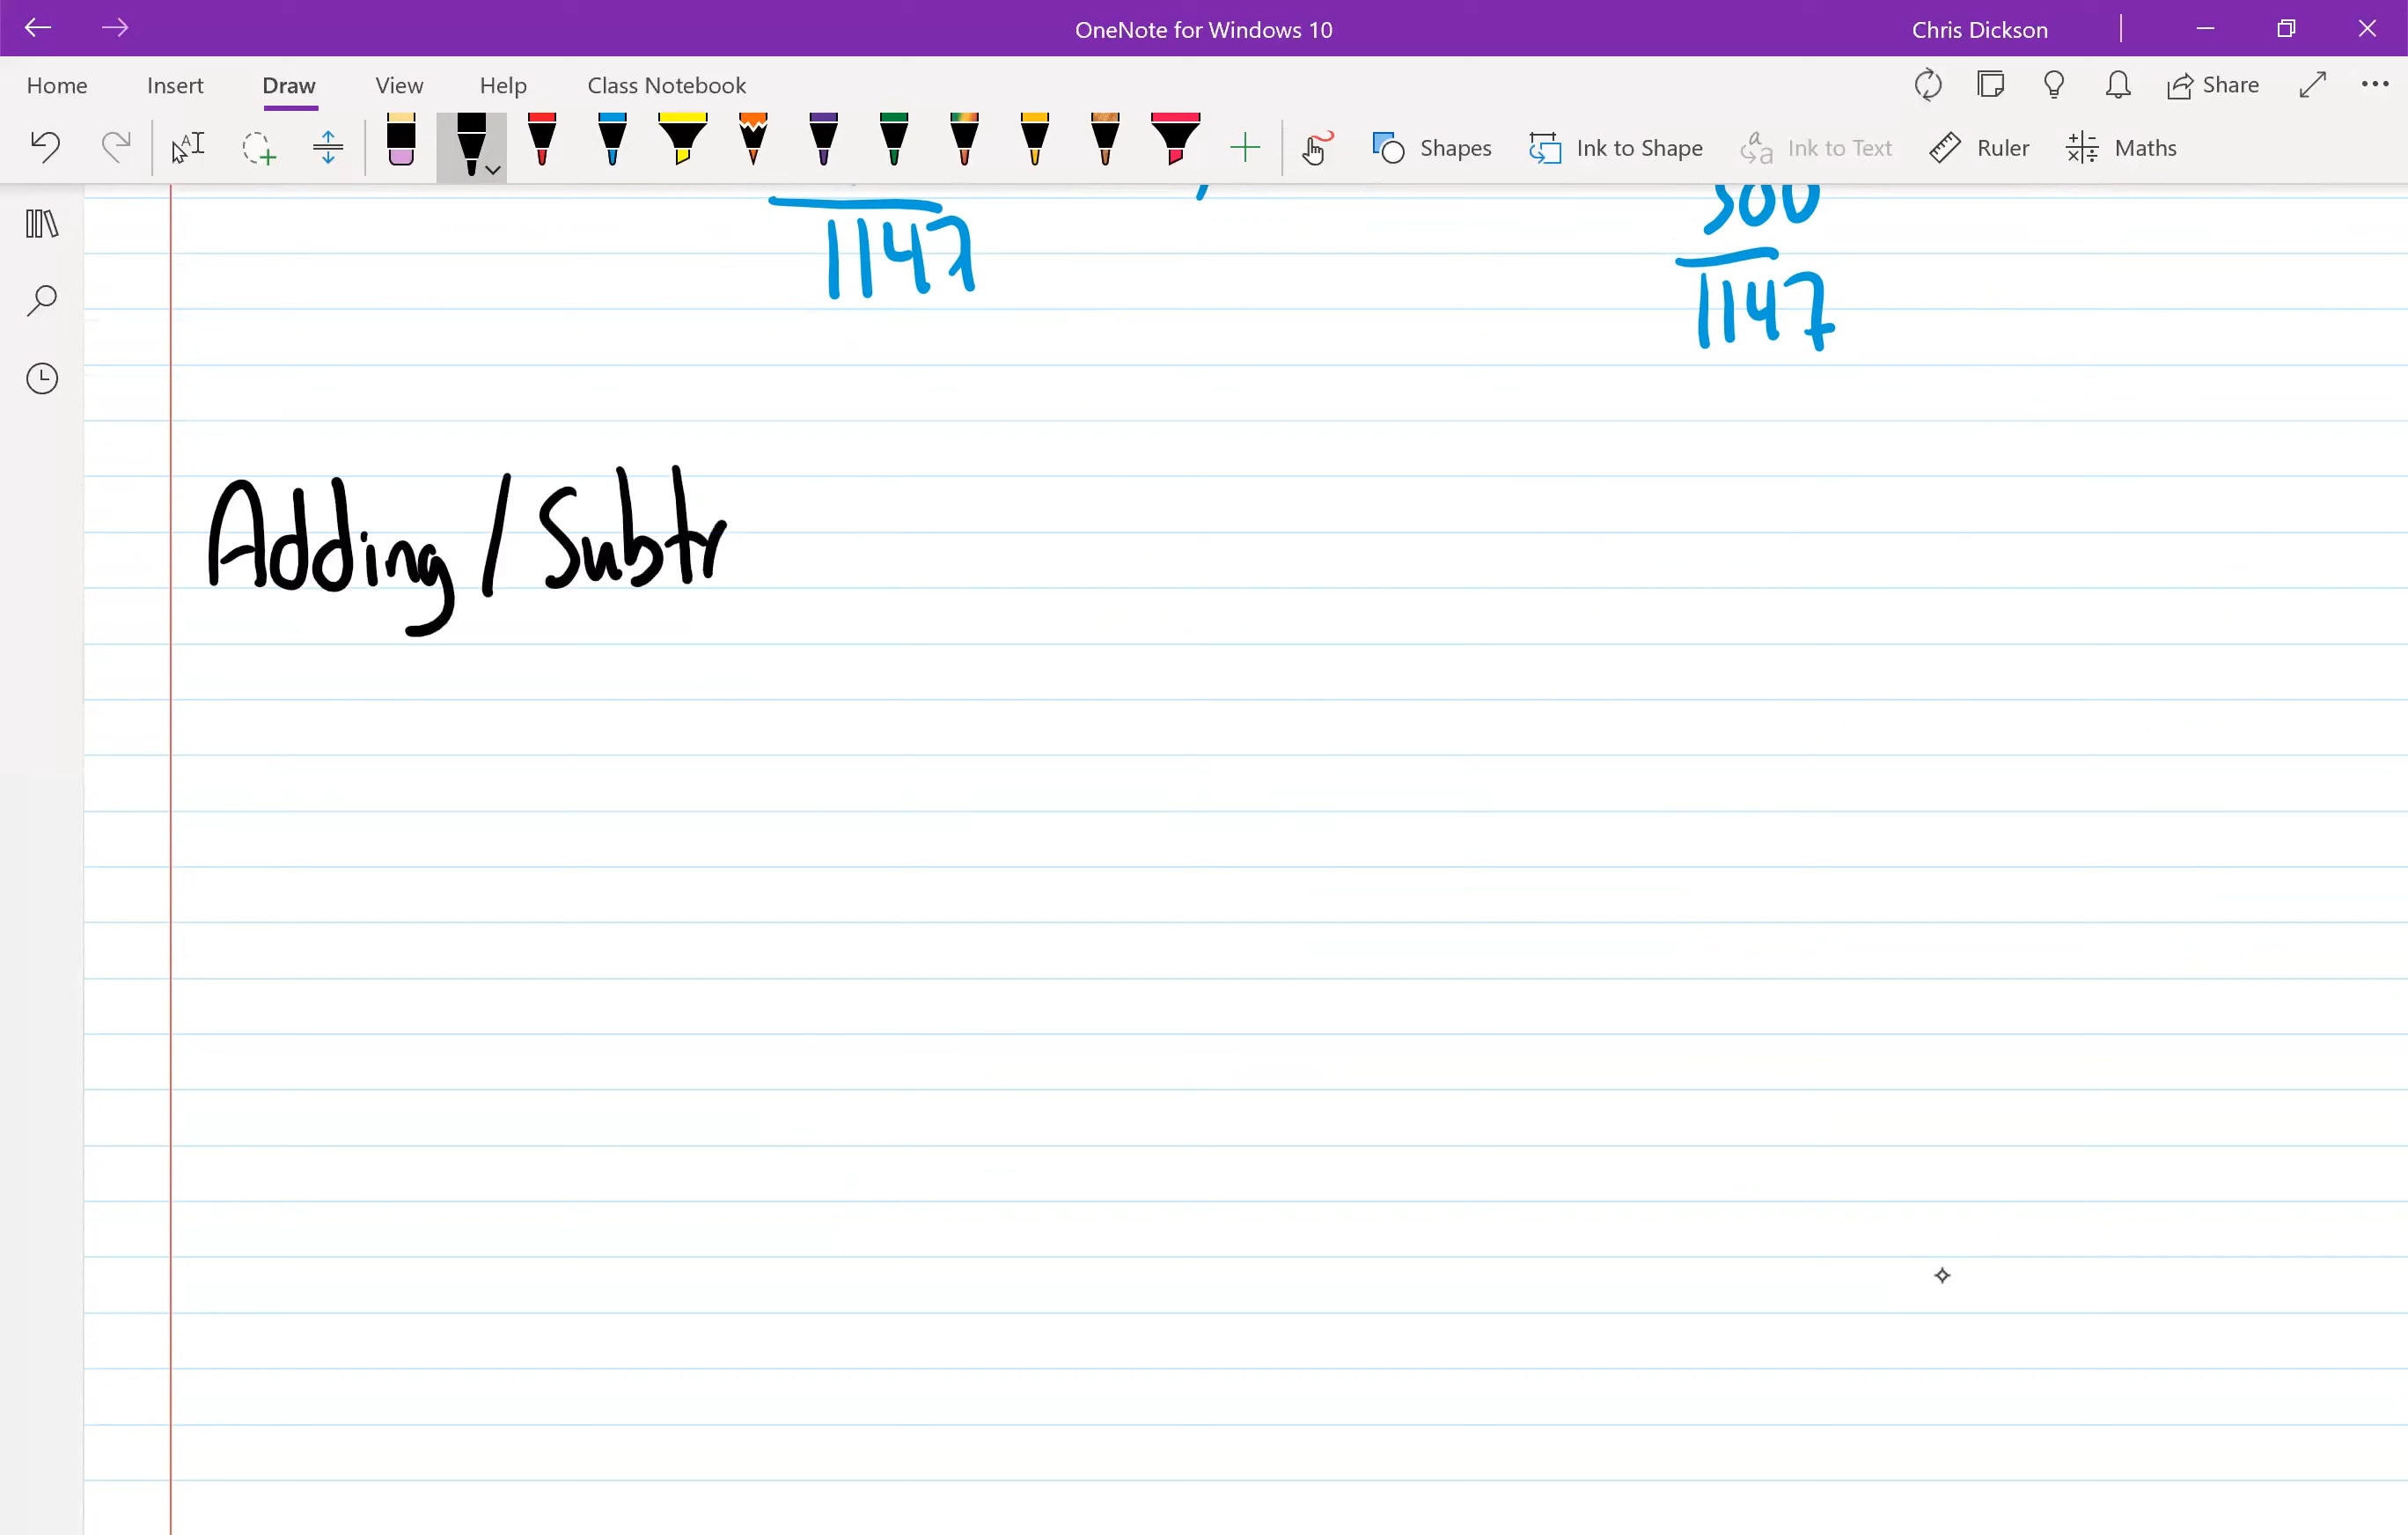 OneNote for Windows 10 Chris Dickson
Home Insert Draw View Help Class Notebook Share
Shapes Ink to Shape Ink to Text Ruler Maths
1147
1147
Adding / Subtr